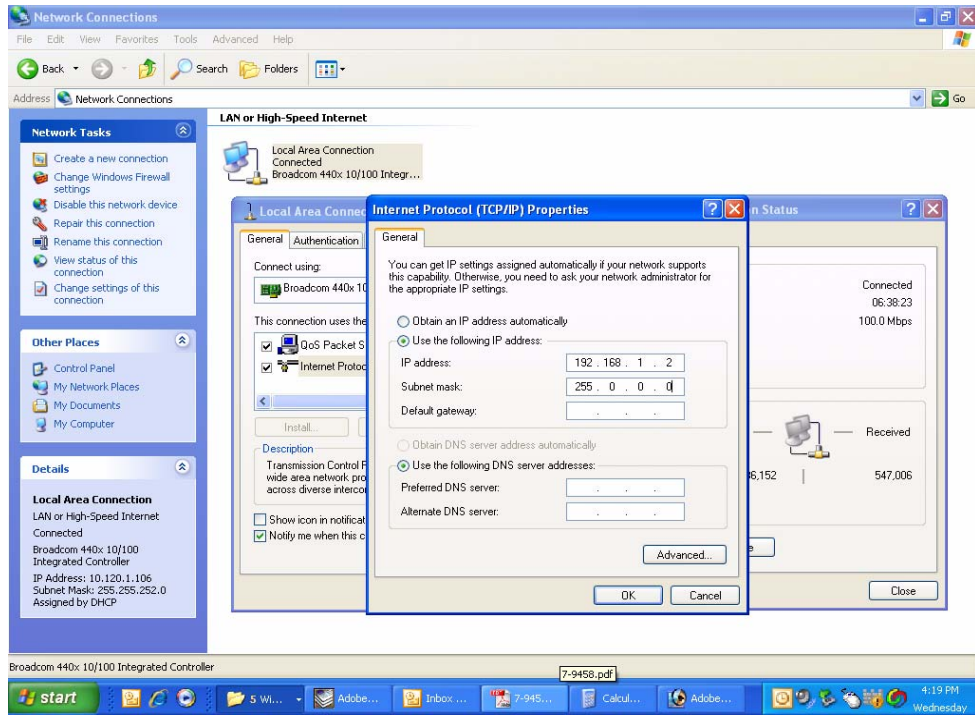 Network Connections
File Edit View Favorites Tools Advanced Help
Back Search Folders
Address Network Connections Go
Network Tasks
Create a new connection
Change Windows Firewall
settings
Disable this network device
Repair this connection
Rename this connection
View status of this
connection
Change settings of this
connection
Other Places
Control Panel
My Network Places
My Documents
My Computer
Details
Local Area Connection
LAN or High-Speed Internet
Connected
Broadcom 440x 10/100
Integrated Controller
IP Address: 10.120.1.106
Subnet Mask: 255.255.252.0
Assigned by DHCP
LAN or High-Speed Internet
Local Area Connection
Connected
Broadcom 440x 10/100 Integr...
Local Area Connec
General Authentication
Connect using:
Broadcom 440x 10
This connection uses the
QoS Packet S
Internet Protoc
Install...
Description
Transmission Control P
wide area network pro
across diverse interco
Show icon in notificat
Notify me when this c
Internet Protocol (TCP/IP) Properties
General
You can get IP settings assigned automatically if your network supports
this capability. Otherwise, you need to ask your network administrator for
the appropriate IP settings.
Obtain an IP address automatically
Use the following IP address:
IP address: 192 . 168 . 1 . 2
Subnet mask: 255 . 0 . 0 . 0
Default gateway: . . .
Obtain DNS server address automatically
Use the following DNS server addresses:
Preferred DNS server: . . .
Alternate DNS server: . . .
Advanced...
OK Cancel
n Status
Connected
06:38:23
100.0 Mbps
Received
6,152 547,006
e
Close
Broadcom 440x 10/100 Integrated Controller
7-9458.pdf
start 5 Wi... Adobe... Inbox ... 7-945... Calcul... Adobe... 4:19 PM
Wednesday